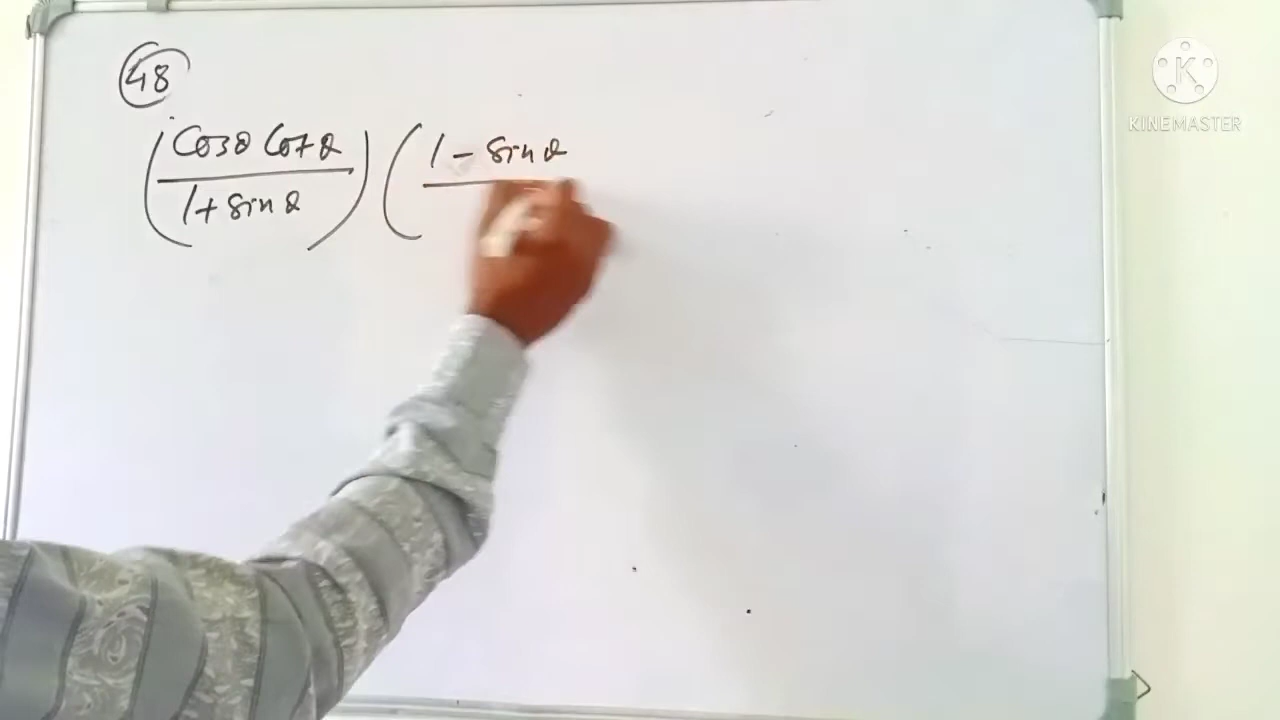 48
(cosθ cotθ / 1 + sinθ) (1 - sinθ
K
KINEMASTER